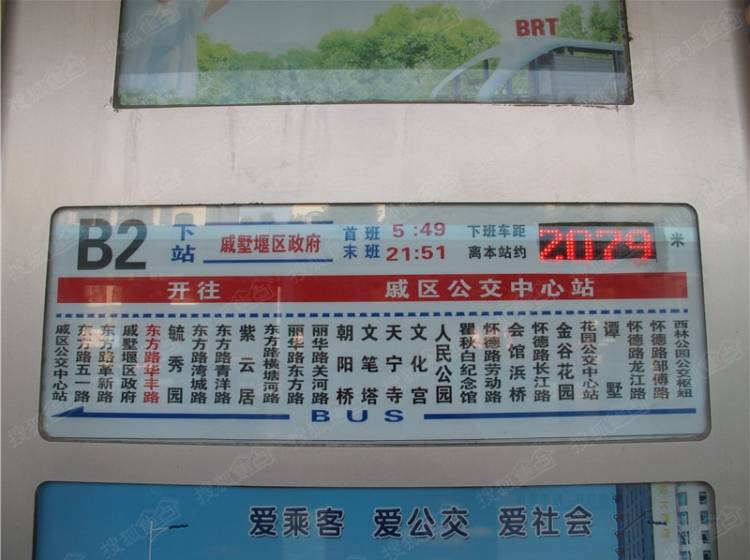 BRT
B2
下站
戚墅堰区政府
首班 5:49
末班 21:51
下班车距
离本站约
2079
米
开往 戚区公交中心站
戚区公交中心站
东方路五一路
东方路革新路
戚墅堰区政府
东方路华丰路
毓秀园
东方路湾城路
东方路青洋路
紫云居
东方路横塘河路
丽华路东方路
丽华路关河路
朝阳桥
文笔塔
天宁寺
文化宫
人民公园
瞿秋白纪念馆
怀德路劳动路
会馆浜桥
怀德路长江路
金谷花园
花园公交中心站
谭墅
怀德路龙江路
怀德路邹傅路
西林公园公交枢纽
BUS
爱乘客 爱公交 爱社会